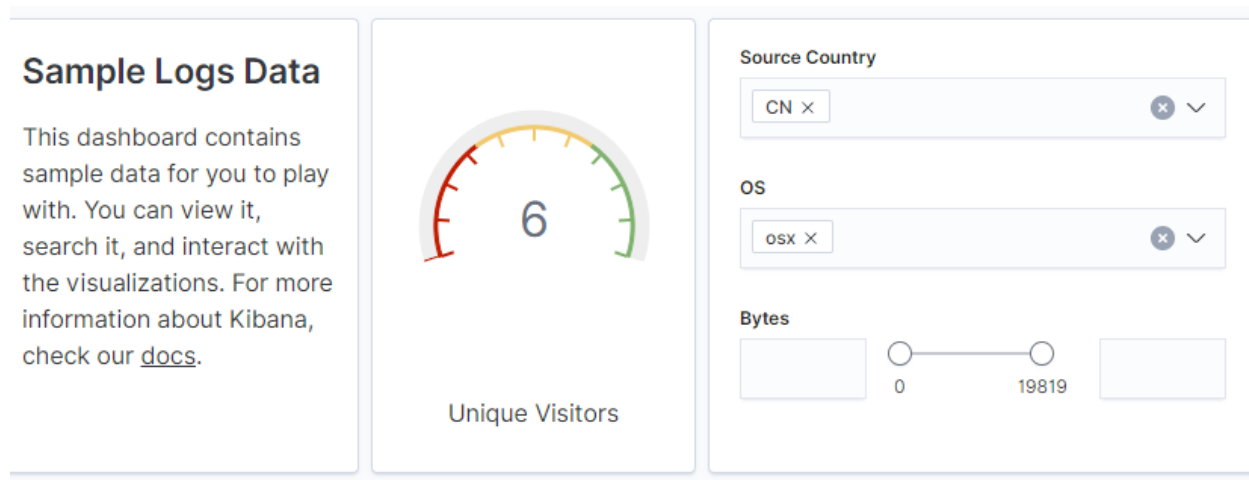 Sample Logs Data
This dashboard contains
sample data for you to play
with. You can view it,
search it, and interact with
the visualizations. For more
information about Kibana,
check our docs.
6
Unique Visitors
Source Country
CN ×
OS
osx ×
Bytes
0
19819